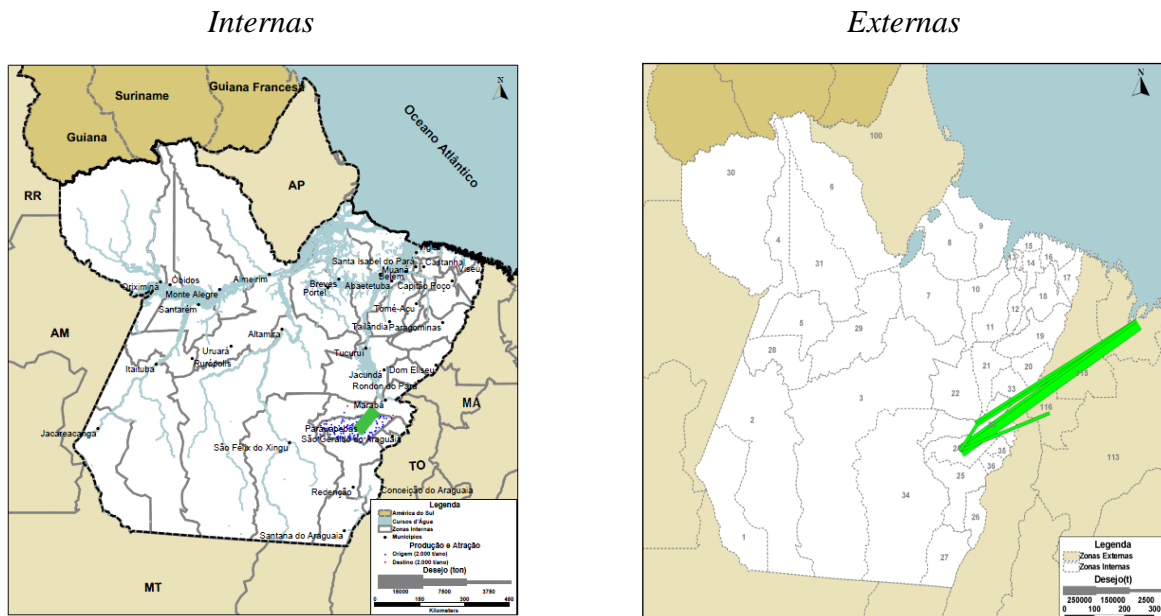 Internas
Externas
N
Suriname
Guiana Francesa
Guiana
Oceano Atlântico
RR
AP
Santa Isabel do Pará
Castanhal
Viseu
Muaná
Belém
Óbidos
Almeirim
Oriximiná
Breves
Abaetetuba
Capitão Poço
Monte Alegre
Portel
Santarém
Tomé-Açu
AM
Altamira
Tailândia
Paragominas
Uruará
Tucuruí
Itaituba
Rurópolis
Jacundá
Dom Eliseu
Rondon do Pará
Marabá
MA
Jacareacanga
Parauapebas
São Geraldo do Araguaia
São Félix do Xingu
TO
Redenção
Conceição do Araguaia
Santana do Araguaia
MT
Legenda
América do Sul
Cursos d'Água
Zonas Internas
Municípios
Produção e Atração
Origem (2.000 t/ano)
Destino (2.000 t/ano)
Desejo (ton)
15000 7500 3750
0 150 300 450
Kilometers
N
100
30
6
4
31
8
9
15
16
14
17
7
10
18
5
29
11
19
28
21
20
22
33
3
2
116
113
35
36
25
34
26
1
27
Legenda
Zonas Externas
Zonas Internas
Desejo(t)
250000 150000 2500
0 100 200 300